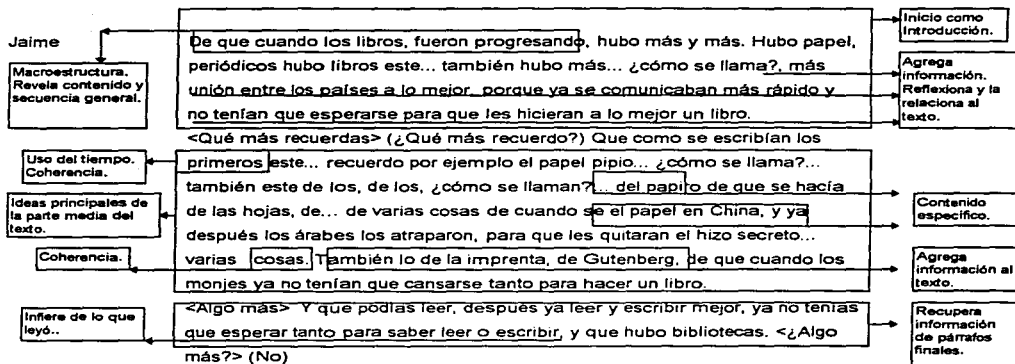 Jaime
Macroestructura.
Revela contenido y
secuencia general.
Uso del tiempo.
Coherencia.
Ideas principales de
la parte media del
texto.
Coherencia.
Infiere de lo que
leyó..
De que cuando los libros, fueron progresando, hubo más y más. Hubo papel,
periódicos hubo libros este... también hubo más... ¿cómo se llama?, más
unión entre los países a lo mejor, porque ya se comunicaban más rápido y
no tenían que esperarse para que les hicieran a lo mejor un libro.
<Qué más recuerdas> (¿Qué más recuerdo?) Que como se escribían los
primeros este... recuerdo por ejemplo el papel pipio... ¿cómo se llama?...
también este de los, de los, ¿cómo se llaman?... del papiro de que se hacía
de las hojas, de... de varias cosas de cuando se el papel en China, y ya
después los árabes los atraparon, para que les quitaran el hizo secreto...
varias cosas. También lo de la imprenta, de Gutenberg, de que cuando los
monjes ya no tenían que cansarse tanto para hacer un libro.
<Algo más> Y que podías leer, después ya leer y escribir mejor, ya no tenías
que esperar tanto para saber leer o escribir, y que hubo bibliotecas. <¿Algo
más?> (No)
Inicio como
Introducción.
Agrega
información.
Reflexiona y la
relaciona al
texto.
Contenido
específico.
Agrega
información al
texto.
Recupera
información
de párrafos
finales.